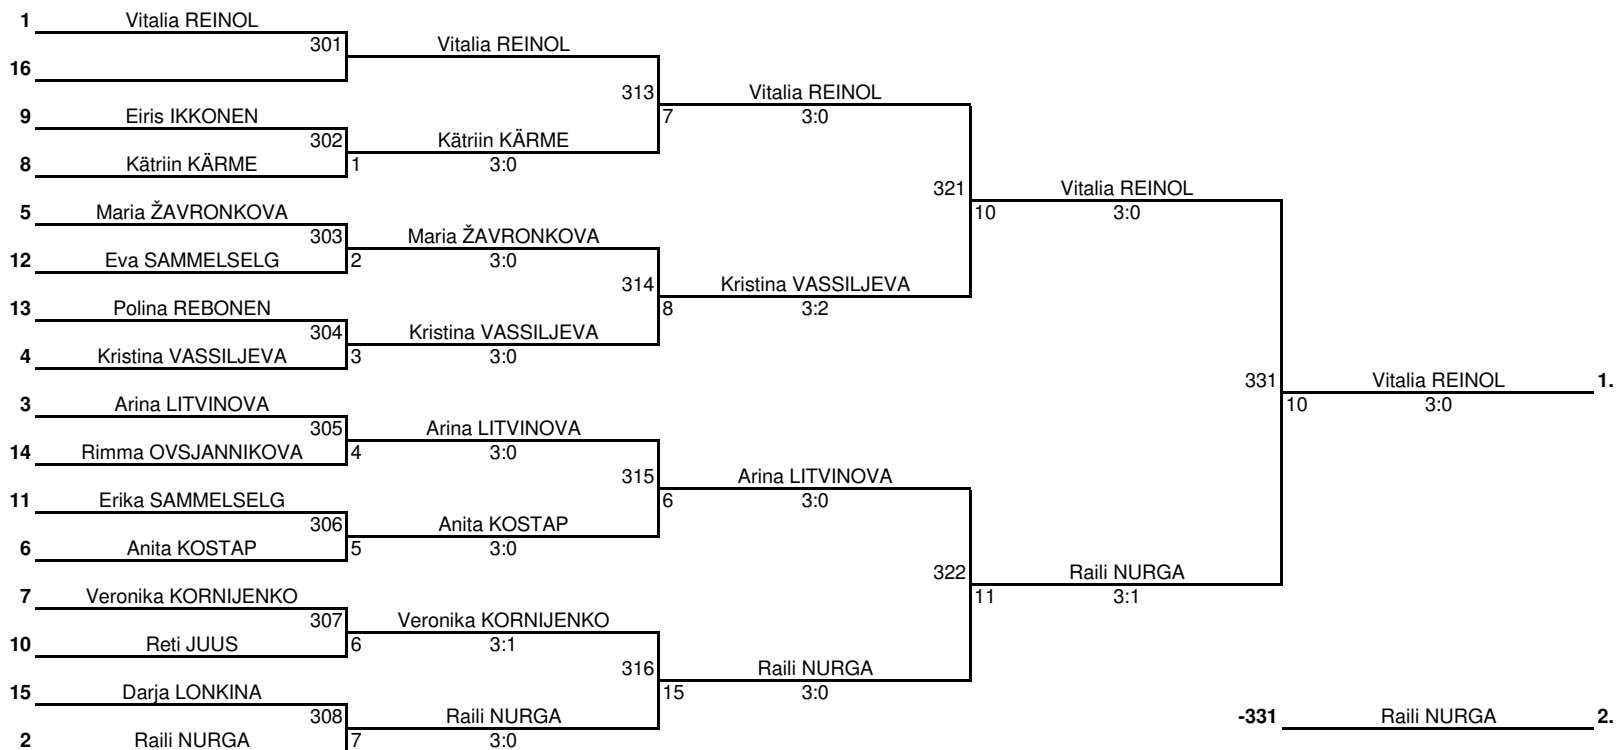 1 Vitalia REINOL
301 Vitalia REINOL
16
313 Vitalia REINOL
9 Eiris IKKONEN 7 3:0
302 Kätriin KÄRME
8 Kätriin KÄRME 1 3:0
321 Vitalia REINOL
5 Maria ŽAVRONKOVA 10 3:0
303 Maria ŽAVRONKOVA
12 Eva SAMMELSELG 2 3:0
314 Kristina VASSILJEVA
13 Polina REBONEN 8 3:2
304 Kristina VASSILJEVA
4 Kristina VASSILJEVA 3 3:0
331 Vitalia REINOL 1.
3 Arina LITVINOVA 10 3:0
305 Arina LITVINOVA
14 Rimma OVSJANNIKOVA 4 3:0
315 Arina LITVINOVA
11 Erika SAMMELSELG 6 3:0
306 Anita KOSTAP
6 Anita KOSTAP 5 3:0
322 Raili NURGA
7 Veronika KORNIJENKO 11 3:1
307 Veronika KORNIJENKO
10 Reti JUUS 6 3:1
316 Raili NURGA
15 Darja LONKINA 15 3:0
308 Raili NURGA -331 Raili NURGA 2.
2 Raili NURGA 7 3:0